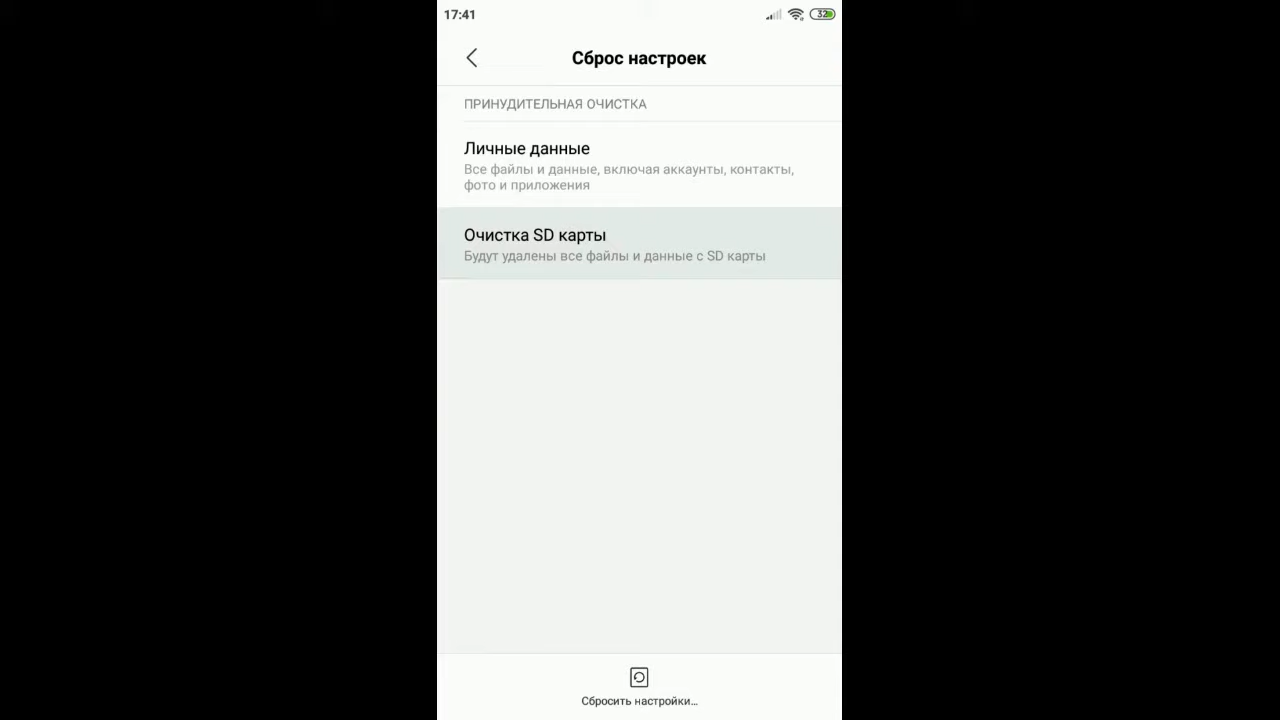 17:41
32
Сброс настроек
ПРИНУДИТЕЛЬНАЯ ОЧИСТКА
Личные данные
Все файлы и данные, включая аккаунты, контакты,
фото и приложения
Очистка SD карты
Будут удалены все файлы и данные с SD карты
Сбросить настройки...